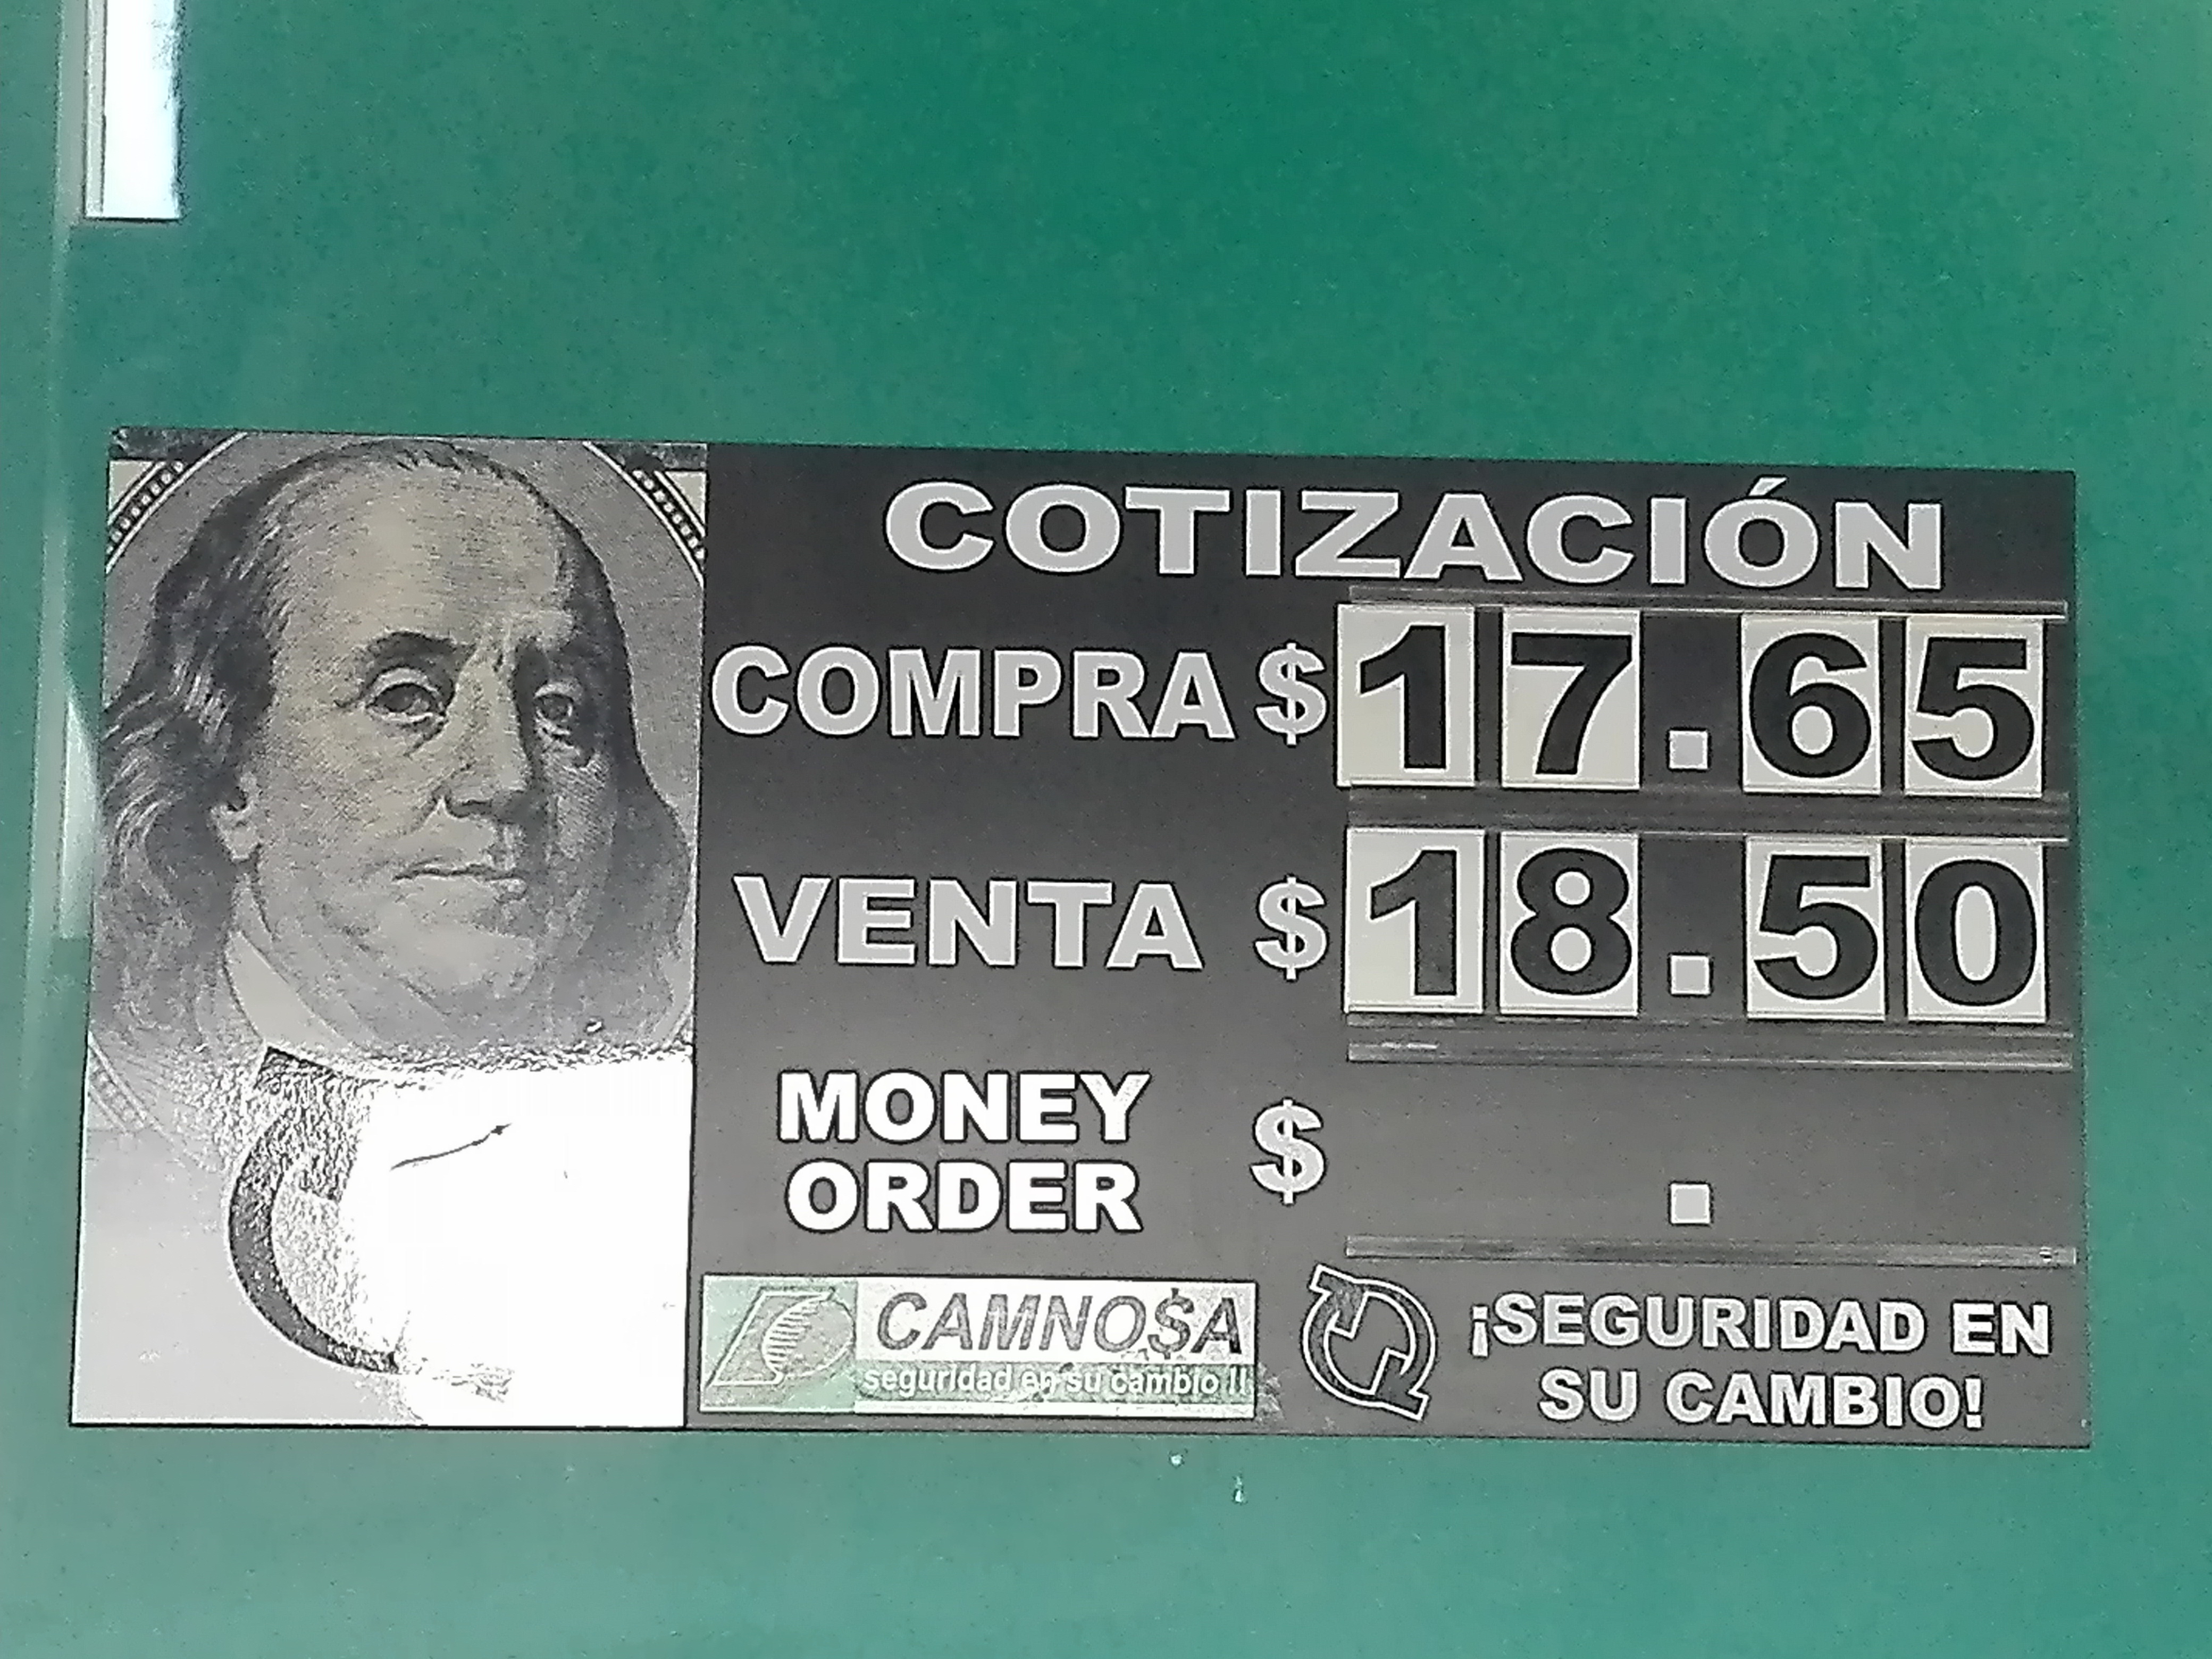 COTIZACIÓN
COMPRA $ 17.65
VENTA $ 18.50
MONEY
ORDER $ .
CAMNO$A
seguridad en su cambio !!
¡SEGURIDAD EN
SU CAMBIO!